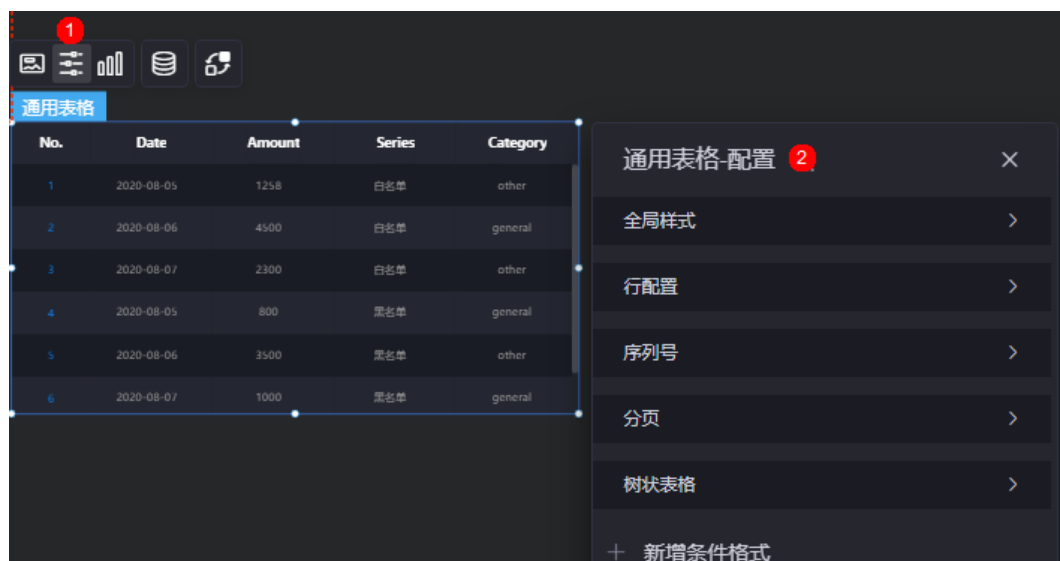 1
通用表格
No. Date Amount Series Category
1 2020-08-05 1258 白名单 other
2 2020-08-06 4500 白名单 general
3 2020-08-07 2300 白名单 other
4 2020-08-05 800 黑名单 general
5 2020-08-06 3500 黑名单 other
6 2020-08-07 1000 黑名单 general
通用表格-配置 2
全局样式
行配置
序列号
分页
树状表格
新增条件格式